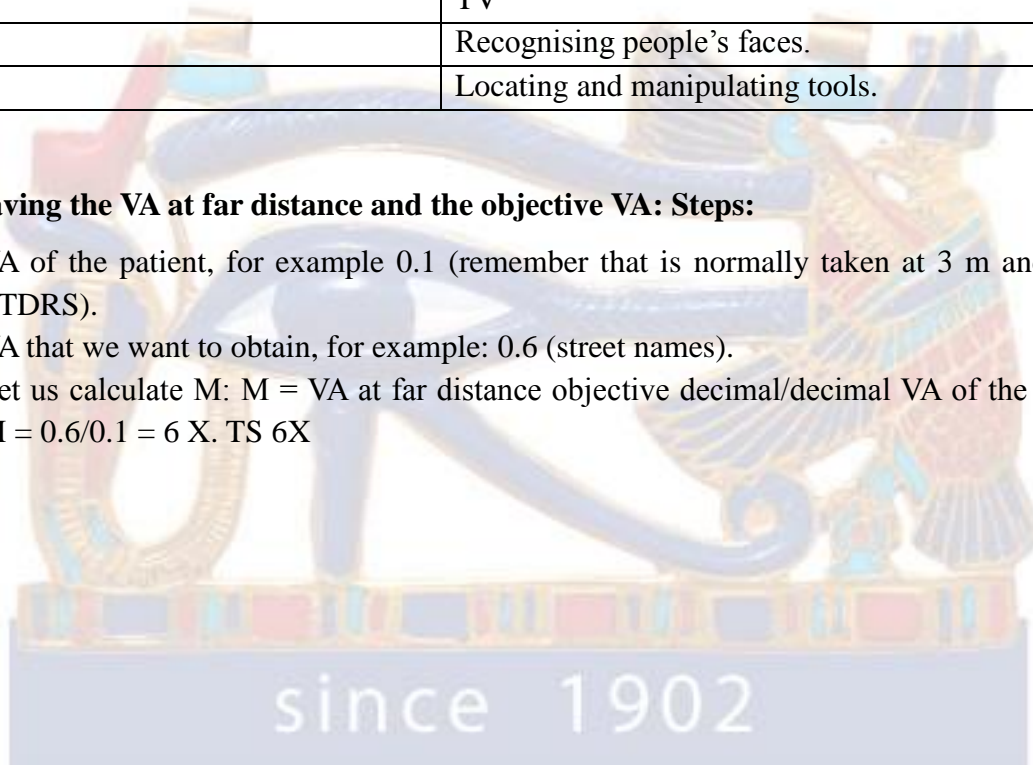 TV
Recognising people's faces.
Locating and manipulating tools.
the VA at far distance and the objective VA: Steps:
of the patient, for example 0.1 (remember that is normally taken at 3 m
TDRS).
that we want to obtain, for example: 0.6 (street names).
us calculate M: M = VA at far distance objective decimal/decimal VA of the
= 0.6/0.1 = 6 X. TS 6X
since 1902